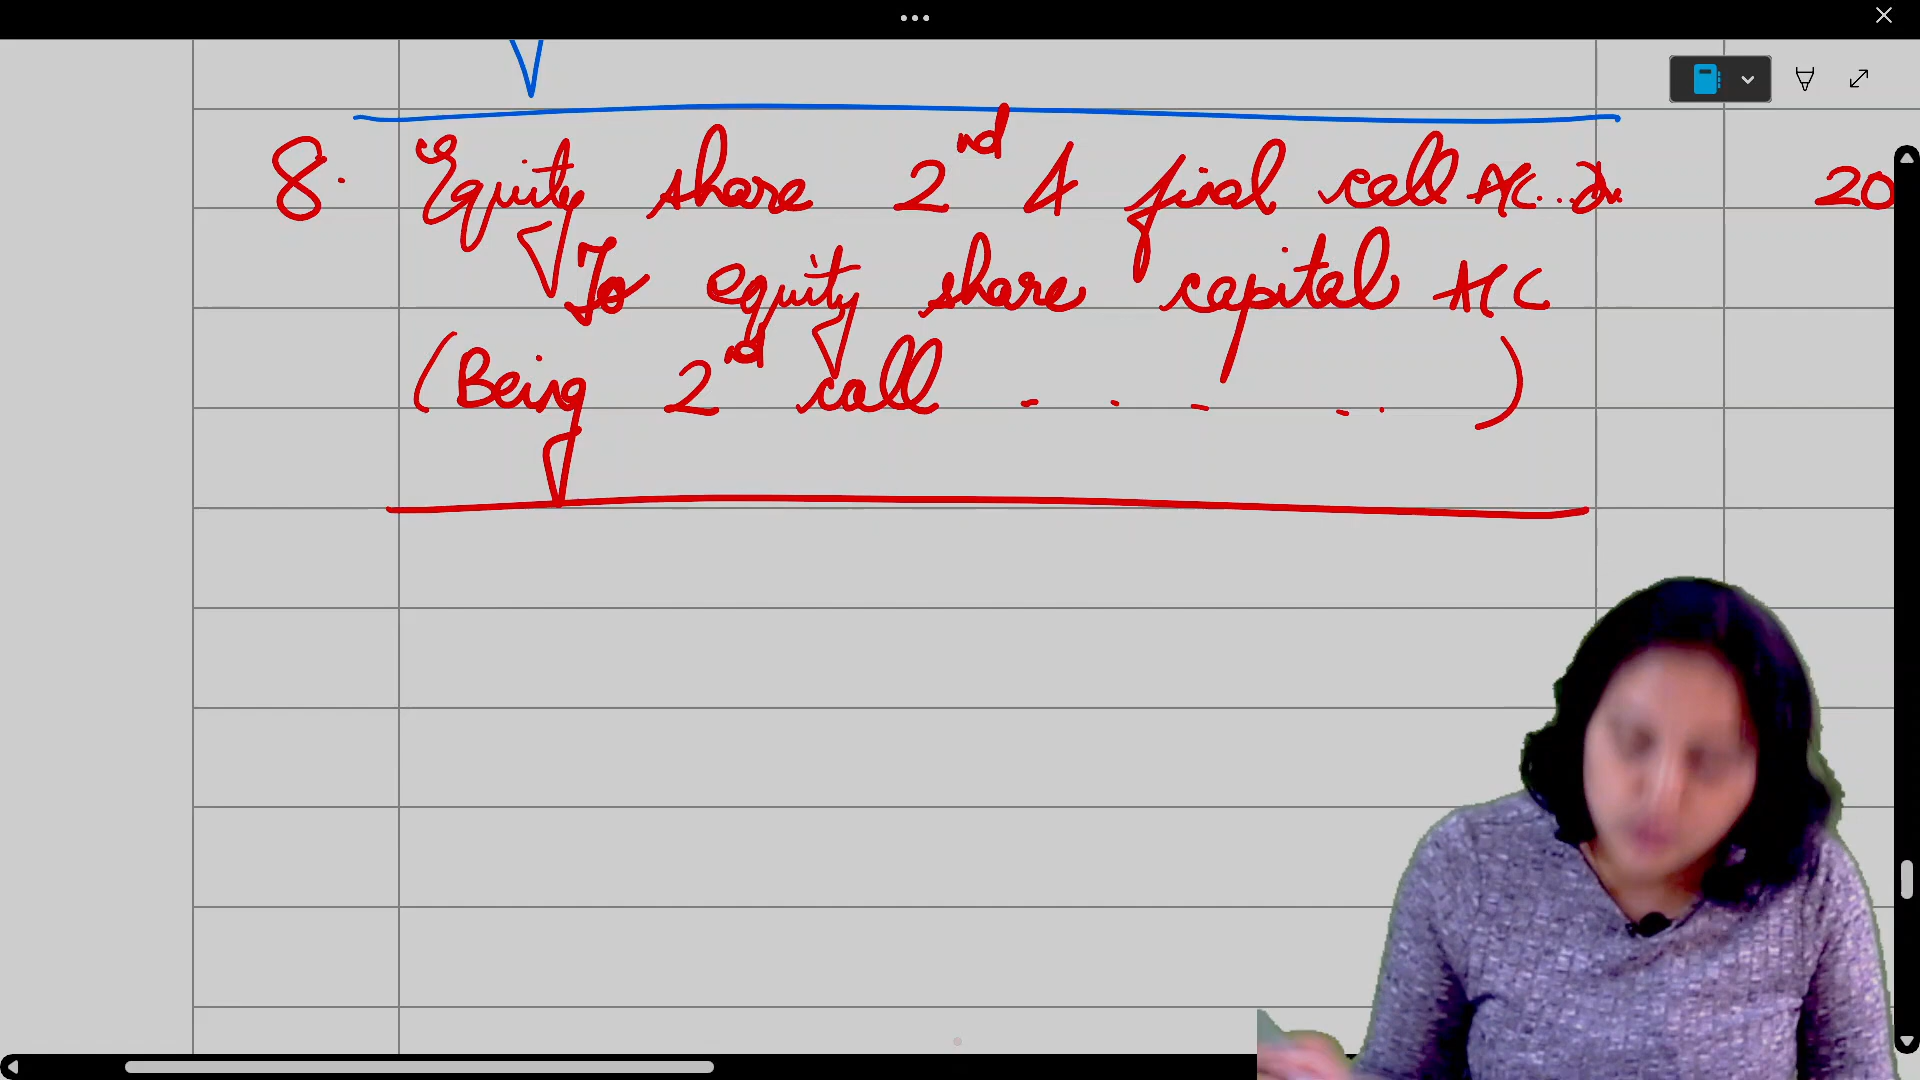 8. Equity share 2nd & final call A/C...Dr. 20
To equity share capital A/C
(Being 2nd call - . - - .)